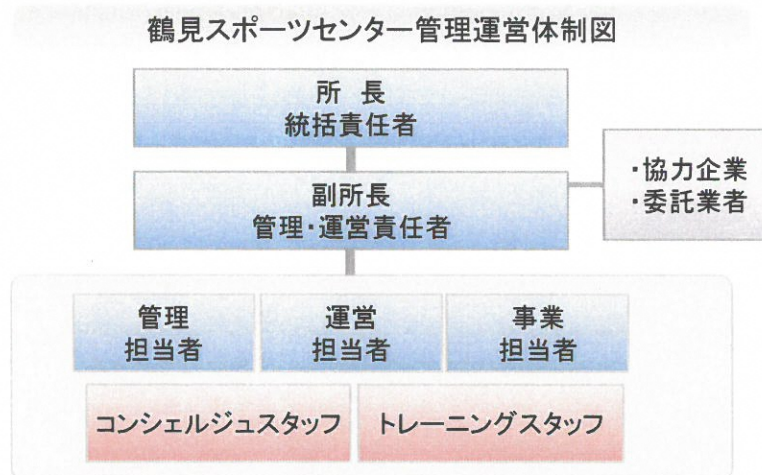 鶴見スポーツセンター管理運営体制図
所 長
統括責任者
・協力企業
・委託業者
副所長
管理・運営責任者
管理
担当者
運営
担当者
事業
担当者
コンシェルジュスタッフ
トレーニングスタッフ